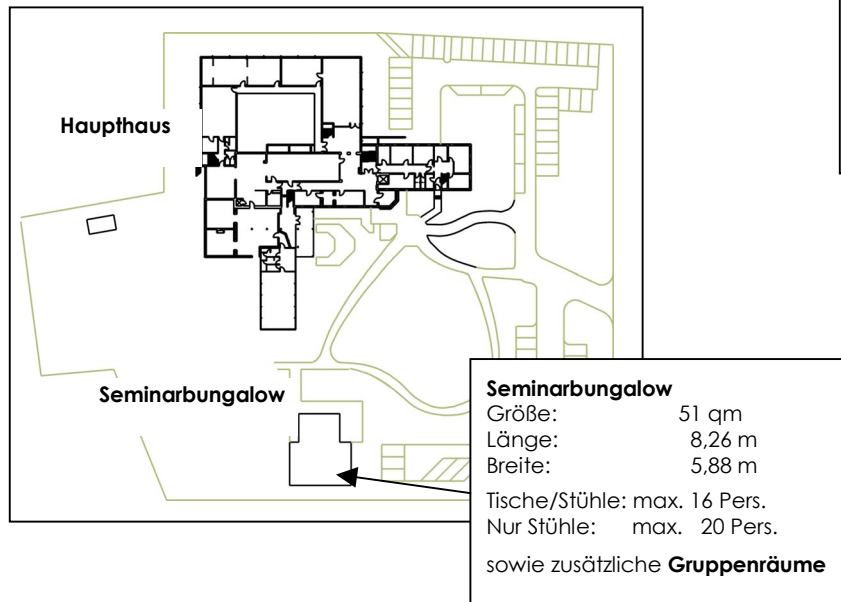 Haupthaus
Seminarbungalow
Seminarbungalow
Größe: 51 qm
Länge: 8,26 m
Breite: 5,88 m
Tische/Stühle: max. 16 Pers.
Nur Stühle: max. 20 Pers.
sowie zusätzliche Gruppenräume